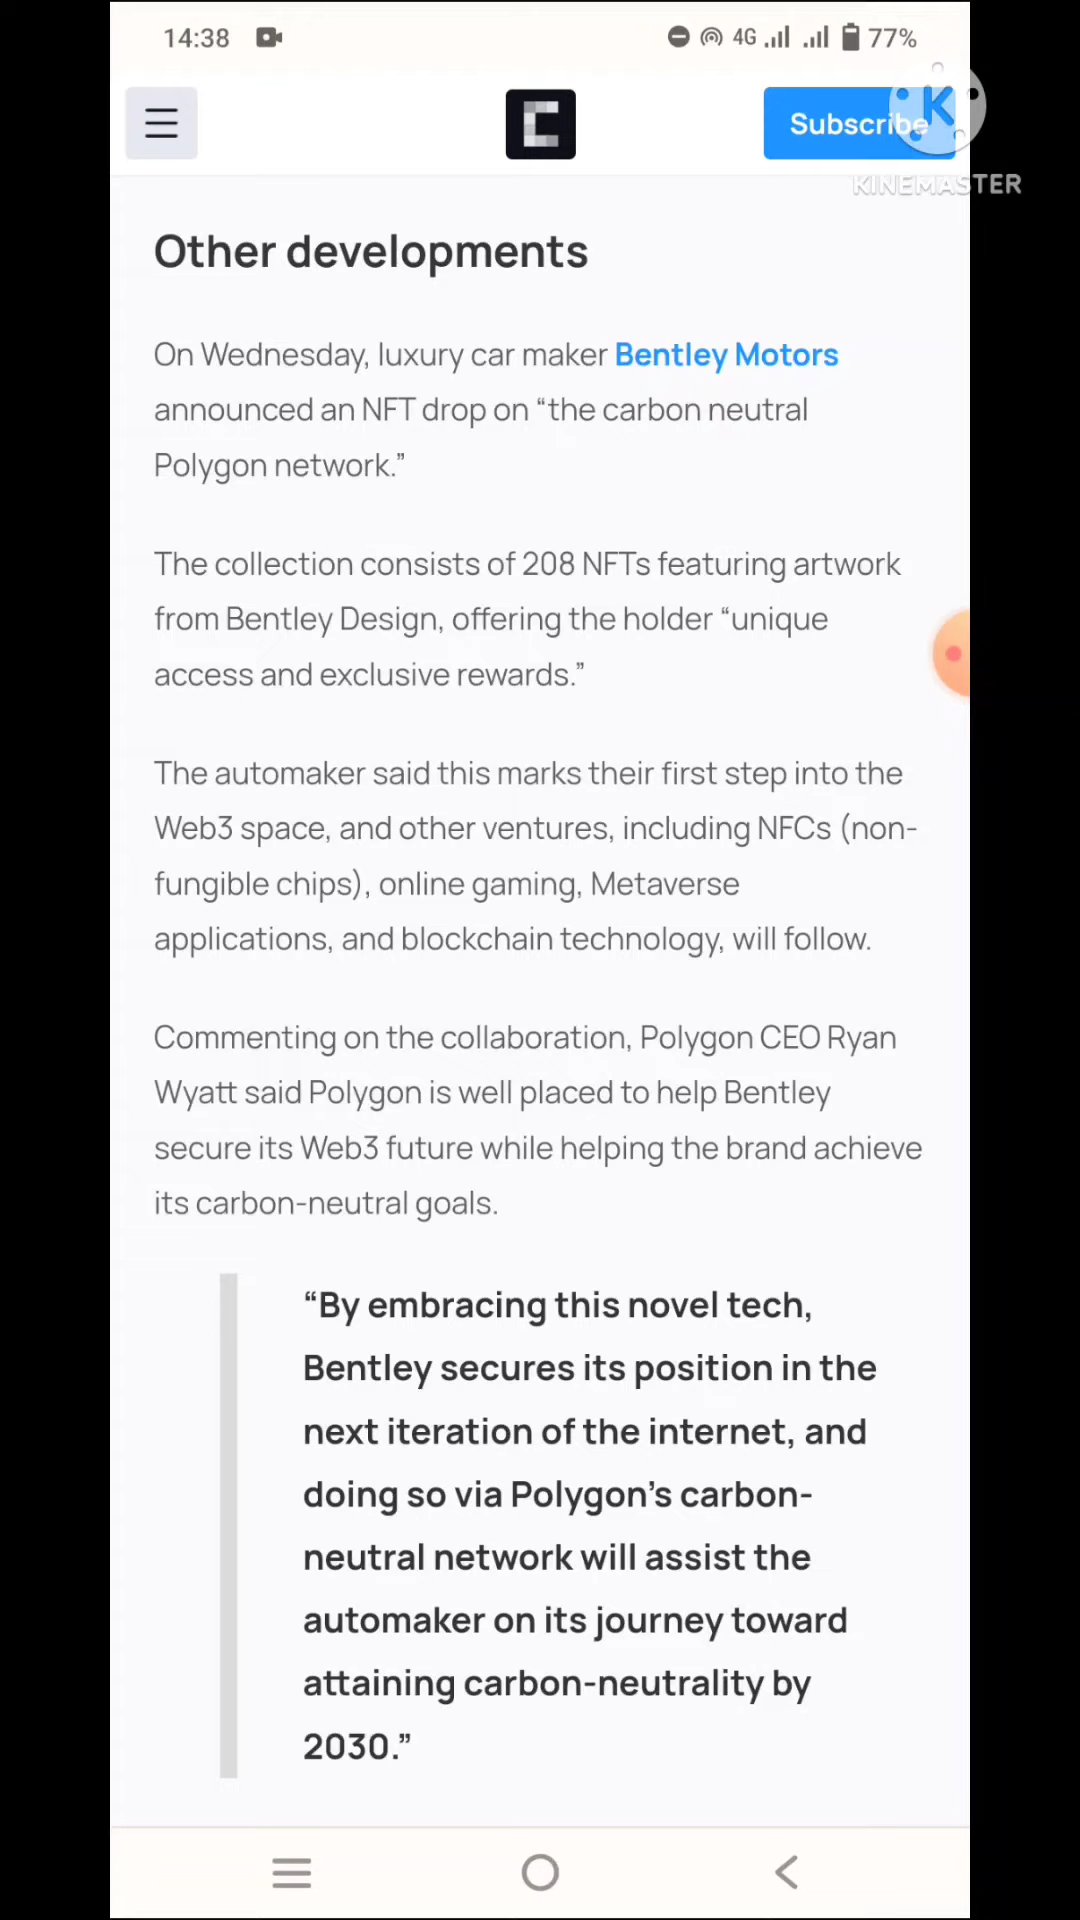 14:38
4G
77%
Subscribe
KINEMASTER
Other developments
On Wednesday, luxury car maker Bentley Motors
announced an NFT drop on “the carbon neutral
Polygon network.”
The collection consists of 208 NFTs featuring artwork
from Bentley Design, offering the holder “unique
access and exclusive rewards.”
The automaker said this marks their first step into the
Web3 space, and other ventures, including NFCs (non-
fungible chips), online gaming, Metaverse
applications, and blockchain technology, will follow.
Commenting on the collaboration, Polygon CEO Ryan
Wyatt said Polygon is well placed to help Bentley
secure its Web3 future while helping the brand achieve
its carbon-neutral goals.
“By embracing this novel tech,
Bentley secures its position in the
next iteration of the internet, and
doing so via Polygon’s carbon-
neutral network will assist the
automaker on its journey toward
attaining carbon-neutrality by
2030.”